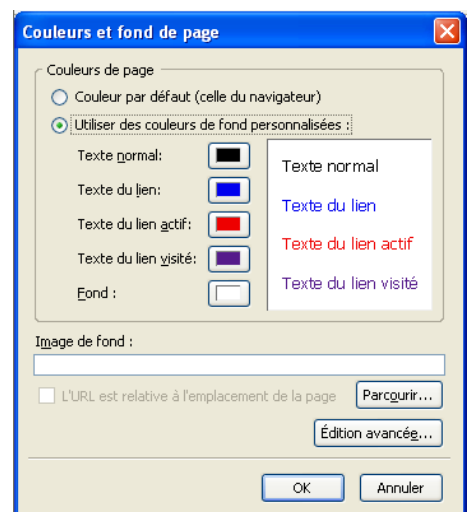 Couleurs et fond de page
Couleurs de page
Couleur par défaut (celle du navigateur)
Utiliser des couleurs de fond personnalisées :
Texte normal:
Texte du lien:
Texte du lien actif:
Texte du lien visité:
Fond :
Texte normal
Texte du lien
Texte du lien actif
Texte du lien visité
Image de fond :
L'URL est relative à l'emplacement de la page
Parcourir...
Édition avancée...
OK
Annuler